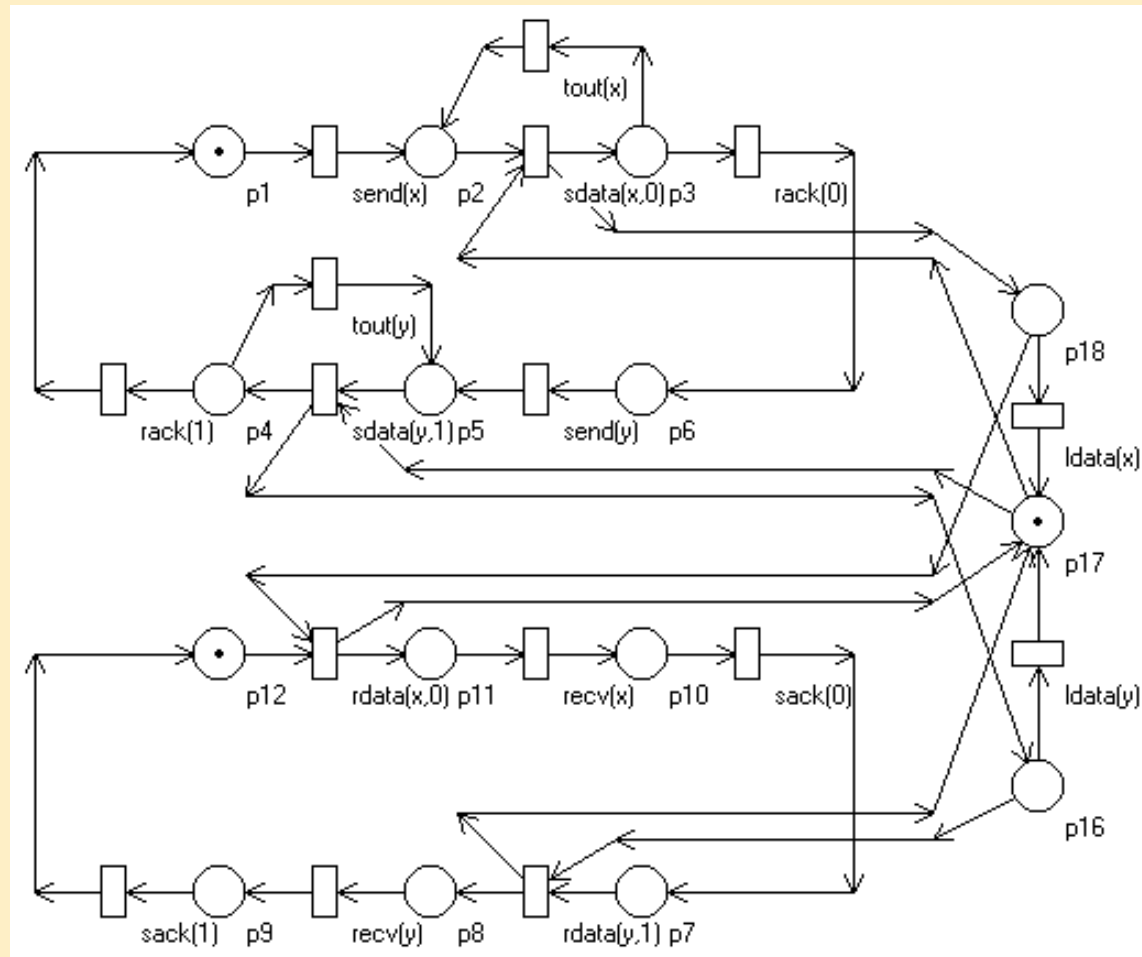 tout(x)
p1 send(x) p2 sdata(x,0) p3 rack(0)
tout(y)
p18
rack(1) p4 sdata(y,1) p5 send(y) p6
ldata(x)
p17
p12 rdata(x,0) p11 recv(x) p10 sack(0)
ldata(y)
p16
sack(1) p9 recv(y) p8 rdata(y,1) p7